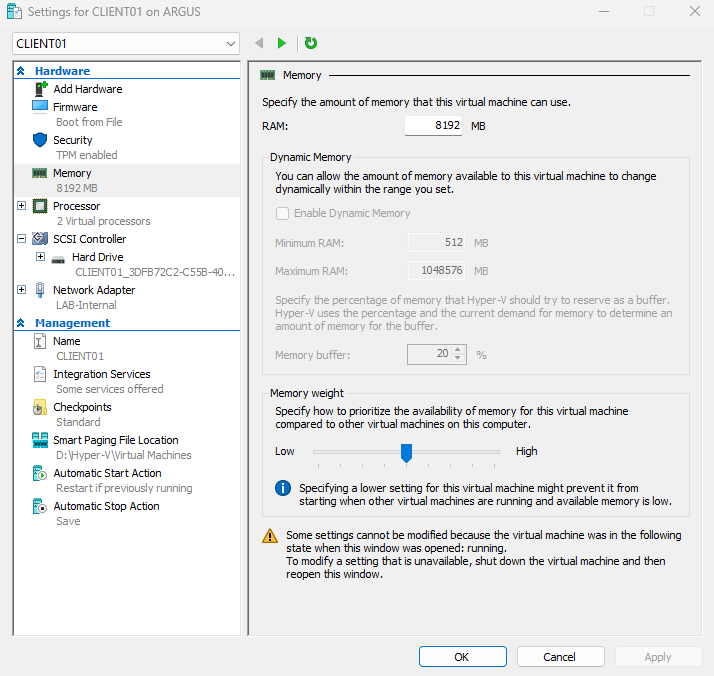 Settings for CLIENT01 on ARGUS
CLIENT01
Hardware
Add Hardware
Firmware
Boot from File
Security
TPM enabled
Memory
8192 MB
Processor
2 Virtual processors
SCSI Controller
Hard Drive
CLIENT01_3DFB72C2-C55B-40...
Network Adapter
LAB-Internal
Management
Name
CLIENT01
Integration Services
Some services offered
Checkpoints
Standard
Smart Paging File Location
D:\Hyper-V\Virtual Machines
Automatic Start Action
Restart if previously running
Automatic Stop Action
Save
Memory
Specify the amount of memory that this virtual machine can use.
RAM: 8192 MB
Dynamic Memory
You can allow the amount of memory available to this virtual machine to change
dynamically within the range you set.
Enable Dynamic Memory
Minimum RAM: 512 MB
Maximum RAM: 1048576 MB
Specify the percentage of memory that Hyper-V should try to reserve as a buffer.
Hyper-V uses the percentage and the current demand for memory to determine an
amount of memory for the buffer.
Memory buffer: 20 %
Memory weight
Specify how to prioritize the availability of memory for this virtual machine
compared to other virtual machines on this computer.
Low High
Specifying a lower setting for this virtual machine might prevent it from
starting when other virtual machines are running and available memory is low.
Some settings cannot be modified because the virtual machine was in the following
state when this window was opened: running.
To modify a setting that is unavailable, shut down the virtual machine and then
reopen this window.
OK Cancel Apply